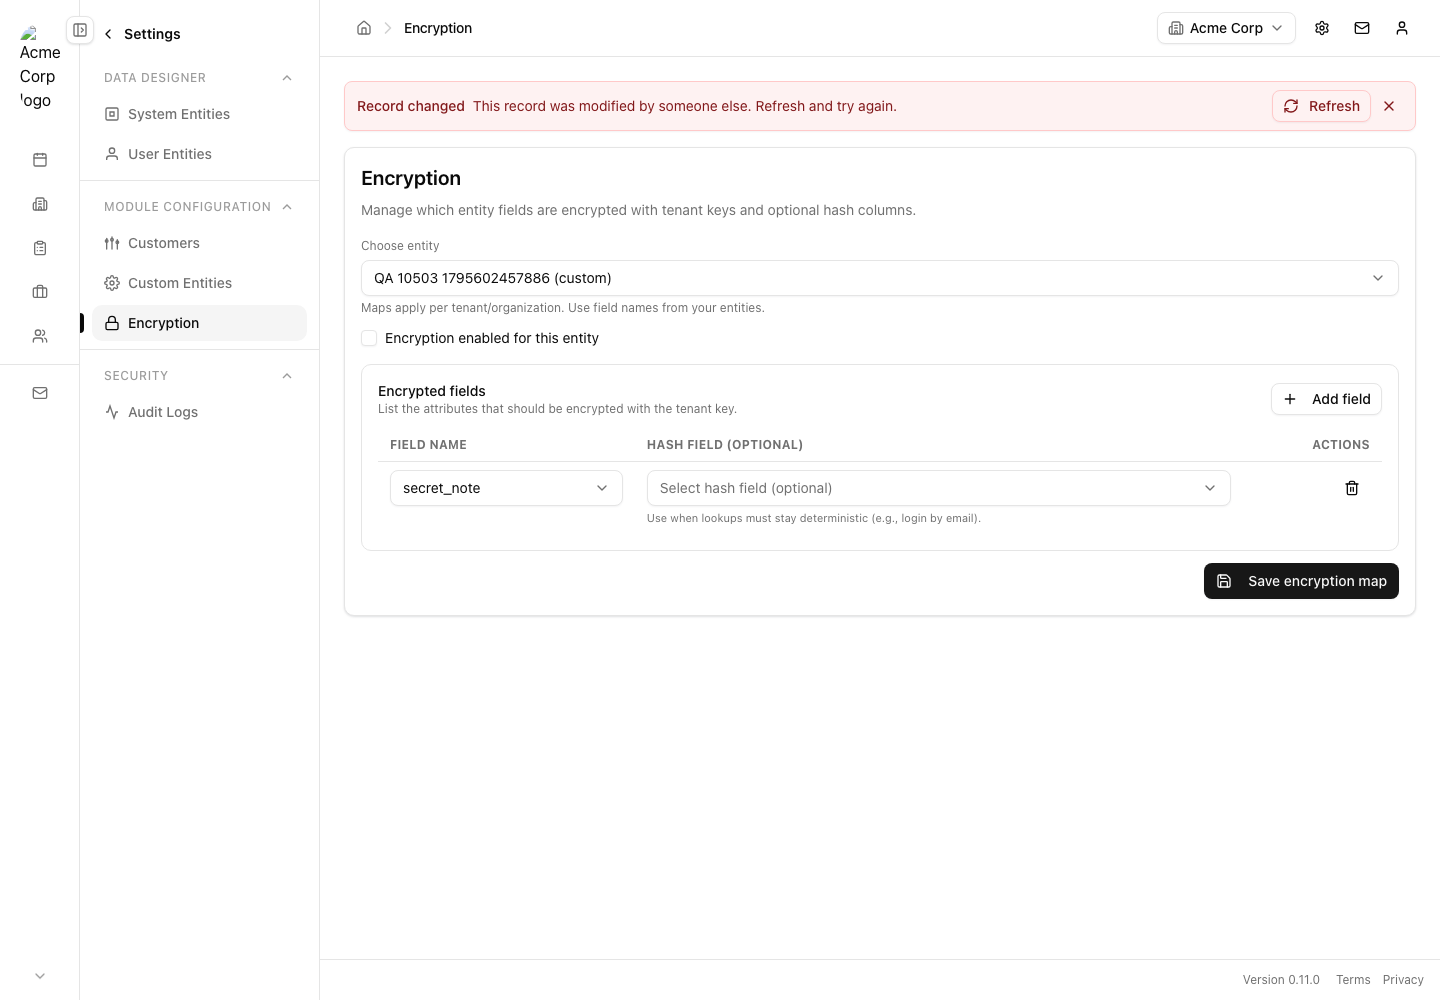 Acme
Corp
logo
Settings
DATA DESIGNER
System Entities
User Entities
MODULE CONFIGURATION
Customers
Custom Entities
Encryption
SECURITY
Audit Logs
Encryption
Acme Corp
Record changed This record was modified by someone else. Refresh and try again.
Refresh
Encryption
Manage which entity fields are encrypted with tenant keys and optional hash columns.
Choose entity
QA 10503 1795602457886 (custom)
Maps apply per tenant/organization. Use field names from your entities.
Encryption enabled for this entity
Encrypted fields
List the attributes that should be encrypted with the tenant key.
Add field
FIELD NAME HASH FIELD (OPTIONAL) ACTIONS
secret_note Select hash field (optional)
Use when lookups must stay deterministic (e.g., login by email).
Save encryption map
Version 0.11.0 Terms Privacy